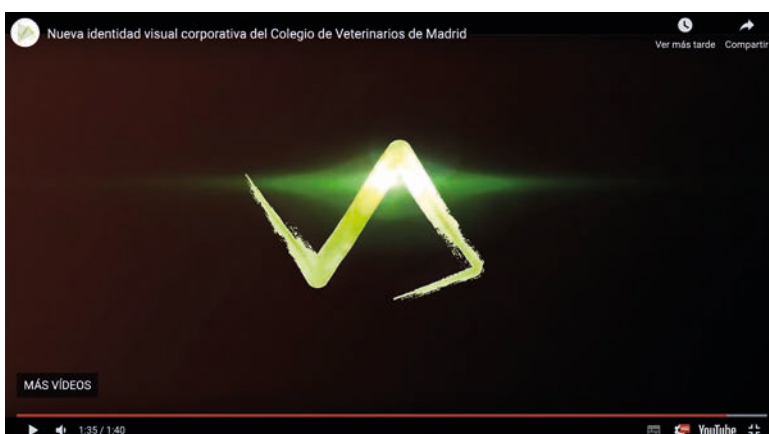 Nueva identidad visual corporativa del Colegio de Veterinarios de Madrid
Ver más tarde Compartir
MÁS VÍDEOS
1:35 / 1:40
YouTube